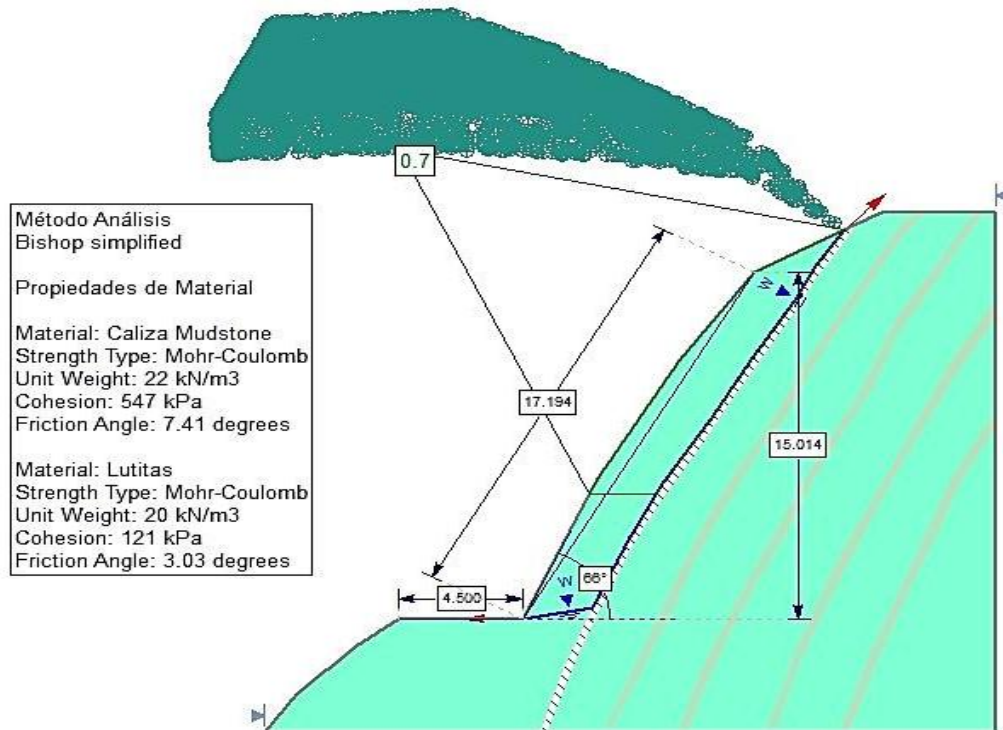 0.7
Método Análisis
Bishop simplified
Propiedades de Material
Material: Caliza Mudstone
Strength Type: Mohr-Coulomb
Unit Weight: 22 kN/m3
Cohesion: 547 kPa
Friction Angle: 7.41 degrees
Material: Lutitas
Strength Type: Mohr-Coulomb
Unit Weight: 20 kN/m3
Cohesion: 121 kPa
Friction Angle: 3.03 degrees
W
17.194
15.014
66°
W
4.500